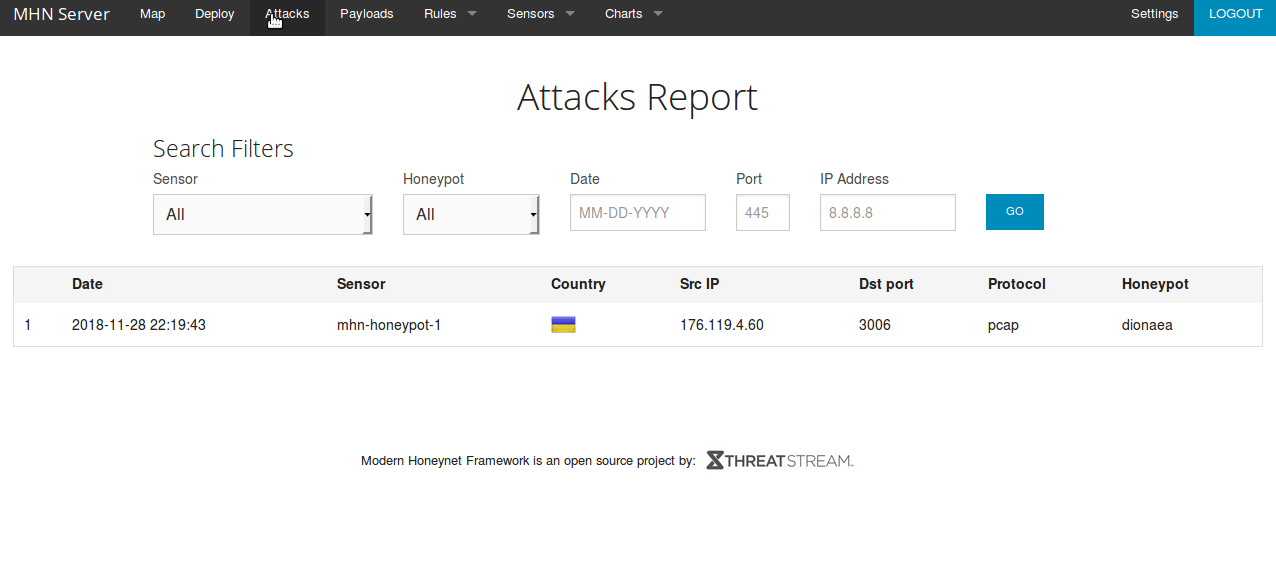 MHN Server Map Deploy Attacks Payloads Rules Sensors Charts Settings LOGOUT
Attacks Report
Search Filters
Sensor Honeypot Date Port IP Address
All All MM-DD-YYYY 445 8.8.8.8 GO
Date Sensor Country Src IP Dst port Protocol Honeypot
1 2018-11-28 22:19:43 mhn-honeypot-1 176.119.4.60 3006 pcap dionaea
Modern Honeynet Framework is an open source project by: THREATSTREAM